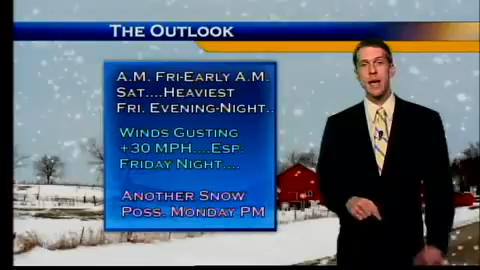 The Outlook
A.M. Fri-Early A.M.
Sat....Heaviest
Fri. Evening-Night..
Winds Gusting
+30 MPH....Esp.
Friday Night....
Another Snow
Poss. Monday PM